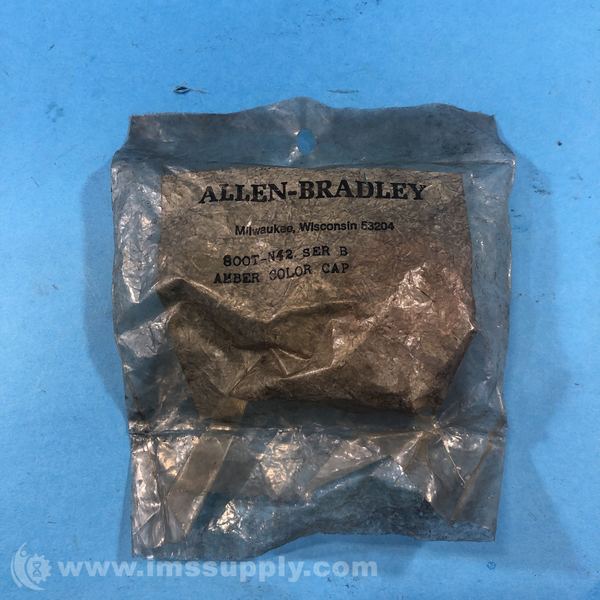 ALLEN-BRADLEY
Milwaukee, Wisconsin 53204
800T-N42 SER B
AMBER COLOR CAP
www.imssupply.com